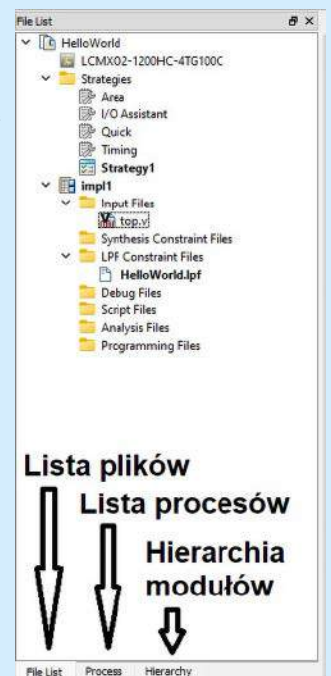 File List
HelloWorld
LCMXO2-1200HC-4TG100C
Strategies
Area
I/O Assistant
Quick
Timing
Strategy1
impl1
Input Files
top.v
Synthesis Constraint Files
LPF Constraint Files
HelloWorld.lpf
Debug Files
Script Files
Analysis Files
Programming Files
Lista plików
Lista procesów
Hierarchia
modułów
File List Process Hierarchy